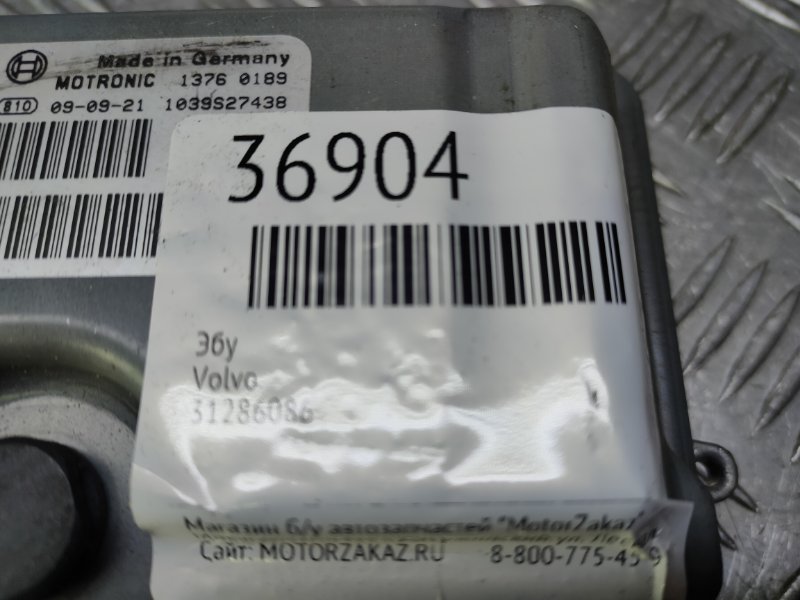 Made in Germany
MOTRONIC 1376 0189
810 09-09-21 1039S27438
36904
Эбу
Volvo
31286086
Магазин б/у автозапчастей "MotorZakaz"
Сайт: MOTORZAKAZ.RU 8-800-775-45-9